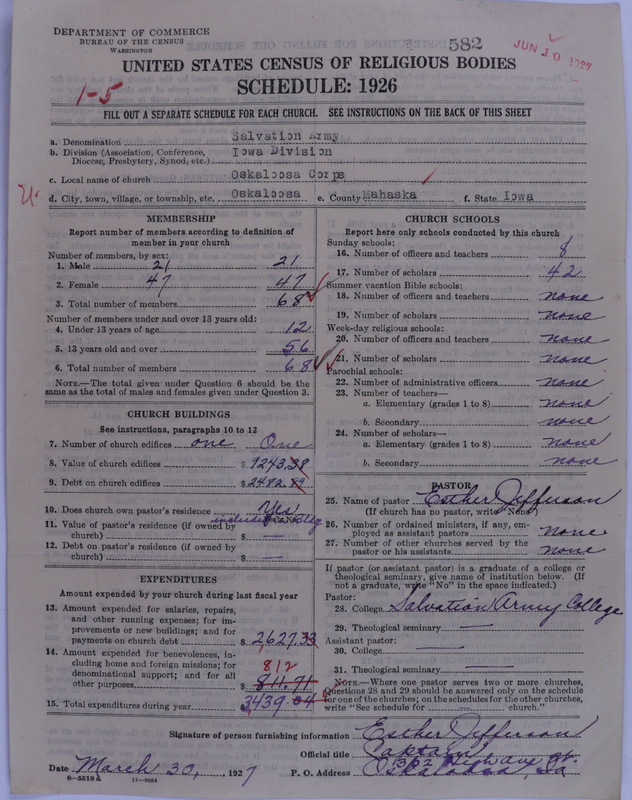 DEPARTMENT OF COMMERCE
BUREAU OF THE CENSUS
WASHINGTON
582
JUN 20 1927
UNITED STATES CENSUS OF RELIGIOUS BODIES
SCHEDULE: 1926
1-5
FILL OUT A SEPARATE SCHEDULE FOR EACH CHURCH. SEE INSTRUCTIONS ON THE BACK OF THIS SHEET
a. Denomination Salvation Army
b. Division (Association, Conference, Diocese, Presbytery, Synod, etc.) Iowa Division
c. Local name of church Oskaloosa Corps
d. City, town, village, or township, etc. Oskaloosa e. County Mahaska f. State Iowa
MEMBERSHIP
Report number of members according to definition of
member in your church
Number of members, by sex:
1. Male 21 21
2. Female 47 47
3. Total number of members 68
Number of members under and over 13 years old:
4. Under 13 years of age 12
5. 13 years old and over 56
6. Total number of members 68
NOTE.—The total given under Question 6 should be the
same as the total of males and females given under Question 3.
CHURCH BUILDINGS
See instructions, paragraphs 10 to 12
7. Number of church edifices one One
8. Value of church edifices $ 9243.38
9. Debt on church edifices $ 2482.89
10. Does church own pastor's residence? Yes
11. Value of pastor's residence (if owned by
church) $ —
12. Debt on pastor's residence (if owned by
church) $ —
EXPENDITURES
Amount expended by your church during last fiscal year
13. Amount expended for salaries, repairs,
and other running expenses; for im-
provements or new buildings; and for
payments on church debt $ 2,627.33
14. Amount expended for benevolences, in-
cluding home and foreign missions; for
denominational support; and for all 812
other purposes $ 811.71
15. Total expenditures during year $ 3439.04
CHURCH SCHOOLS
Report here only schools conducted by this church
Sunday schools:
16. Number of officers and teachers 8
17. Number of scholars 42
Summer vacation Bible schools:
18. Number of officers and teachers none
19. Number of scholars none
Week-day religious schools:
20. Number of officers and teachers none
21. Number of scholars none
Parochial schools:
22. Number of administrative officers none
23. Number of teachers—
a. Elementary (grades 1 to 8) none
b. Secondary none
24. Number of scholars—
a. Elementary (grades 1 to 8) none
b. Secondary none
PASTOR
25. Name of pastor Esther Jefferson
(If church has no pastor, write "None")
26. Number of ordained ministers, if any, em-
ployed as assistant pastors none
27. Number of other churches served by the
pastor or his assistants none
If pastor (or assistant pastor) is a graduate of a college or
theological seminary, give name of institution below. (If
not a graduate, write "No" in the space indicated.)
Pastor:
28. College Salvation Army College
29. Theological seminary —
Assistant pastor:
30. College —
31. Theological seminary —
NOTE.—Where one pastor serves two or more churches,
Questions 28 and 29 should be answered only on the schedule
for one of the churches; on the schedules for the other churches,
write "See schedule for church."
Signature of person furnishing information Esther Jefferson
Official title Captain
Date March 30, 1927 P. O. Address Oskaloosa, Ia
8-5518a 11-9084